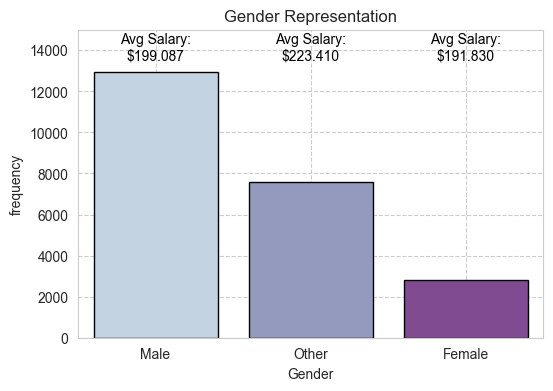 Gender Representation
Avg Salary:
$199.087
Avg Salary:
$223.410
Avg Salary:
$191.830
14000
12000
10000
8000
6000
4000
2000
0
frequency
Male
Other
Female
Gender